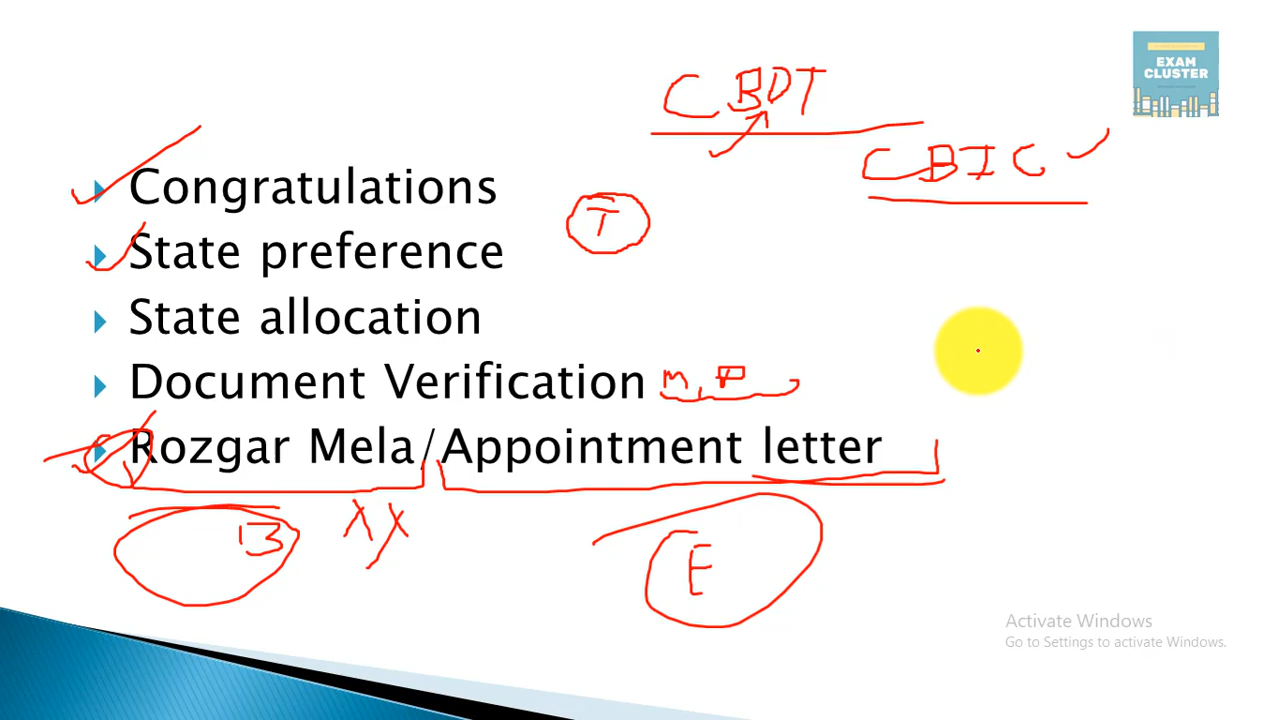 EXAM
CLUSTER
CBDT
CBIC
Congratulations
T
State preference
State allocation
Document Verification m, P
Rozgar Mela/Appointment letter
B
E
Activate Windows
Go to Settings to activate Windows.